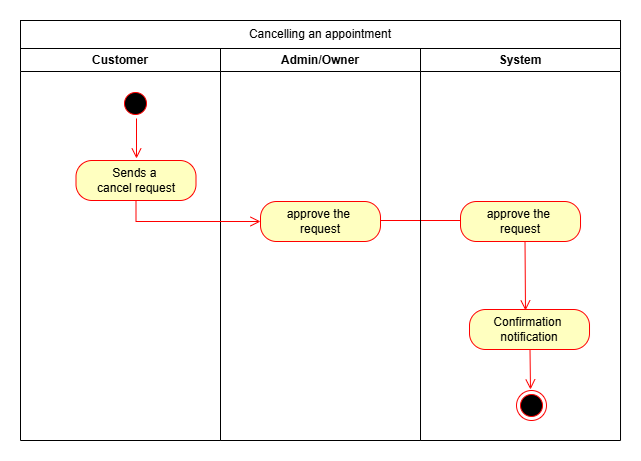 Cancelling an appointment
Customer
Admin/Owner
System
Sends a
cancel request
approve the
request
approve the
request
Confirmation
notification